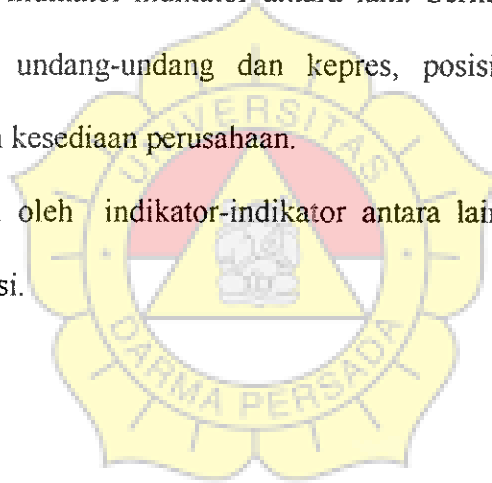 undang-undang dan kepres, posisi
kesediaan perusahaan.
oleh indikator-indikator antara lain
si.
UNIVERSITAS
DARMA PERSADA